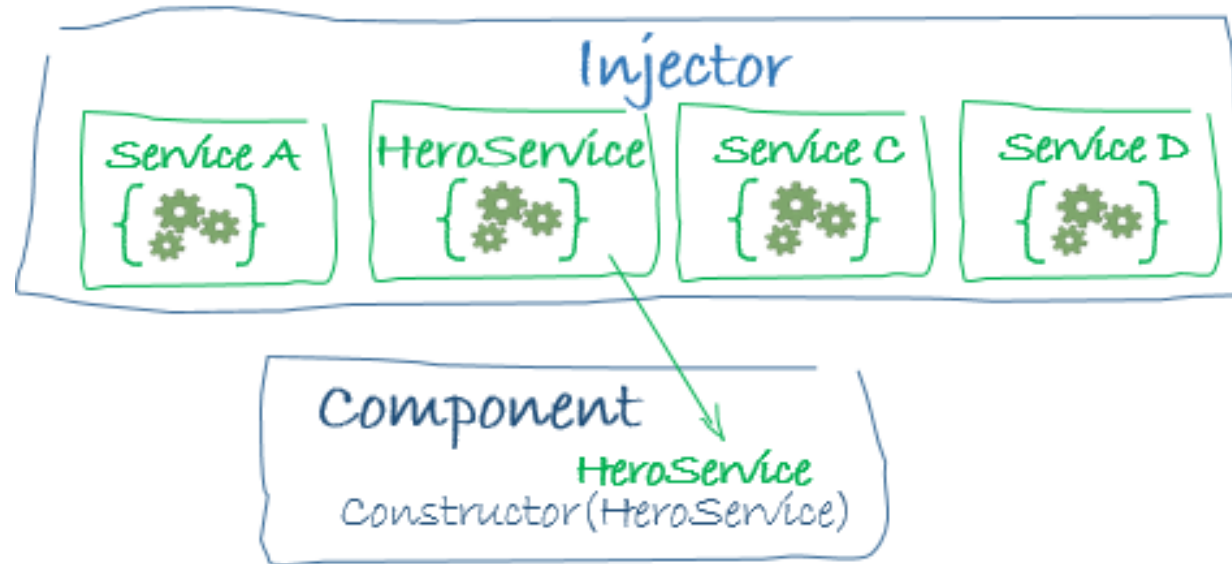 Injector
Service A
HeroService
Service C
Service D
Component
HeroService
Constructor(HeroService)